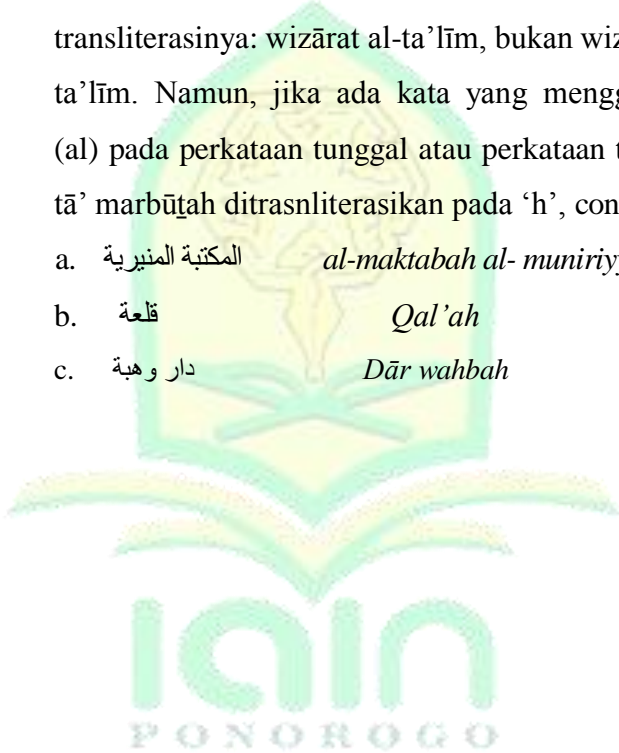 transliterasinya: wizārat al-ta’līm, bukan wiz
ta’līm. Namun, jika ada kata yang mengg
(al) pada perkataan tunggal atau perkataan t
tā’ marbūṯah ditrasnliterasikan pada ‘h’, con
a. المكتبة المنيرية al-maktabah al- muniriy
b. قلعة Qal’ah
c. دار وهبة Dār wahbah
iain
PONOROGO